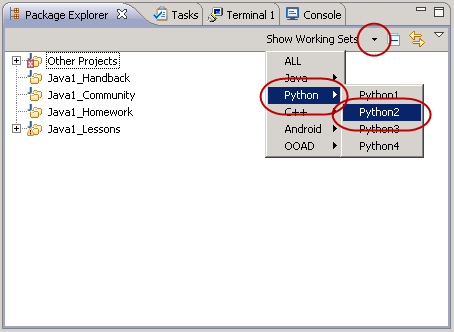 Package Explorer Tasks Terminal 1 Console
Show Working Sets
Other Projects
Java1_Handback
Java1_Community
Java1_Homework
Java1_Lessons
ALL
Java
Python
C++
Android
OOAD
Python1
Python2
Python3
Python4